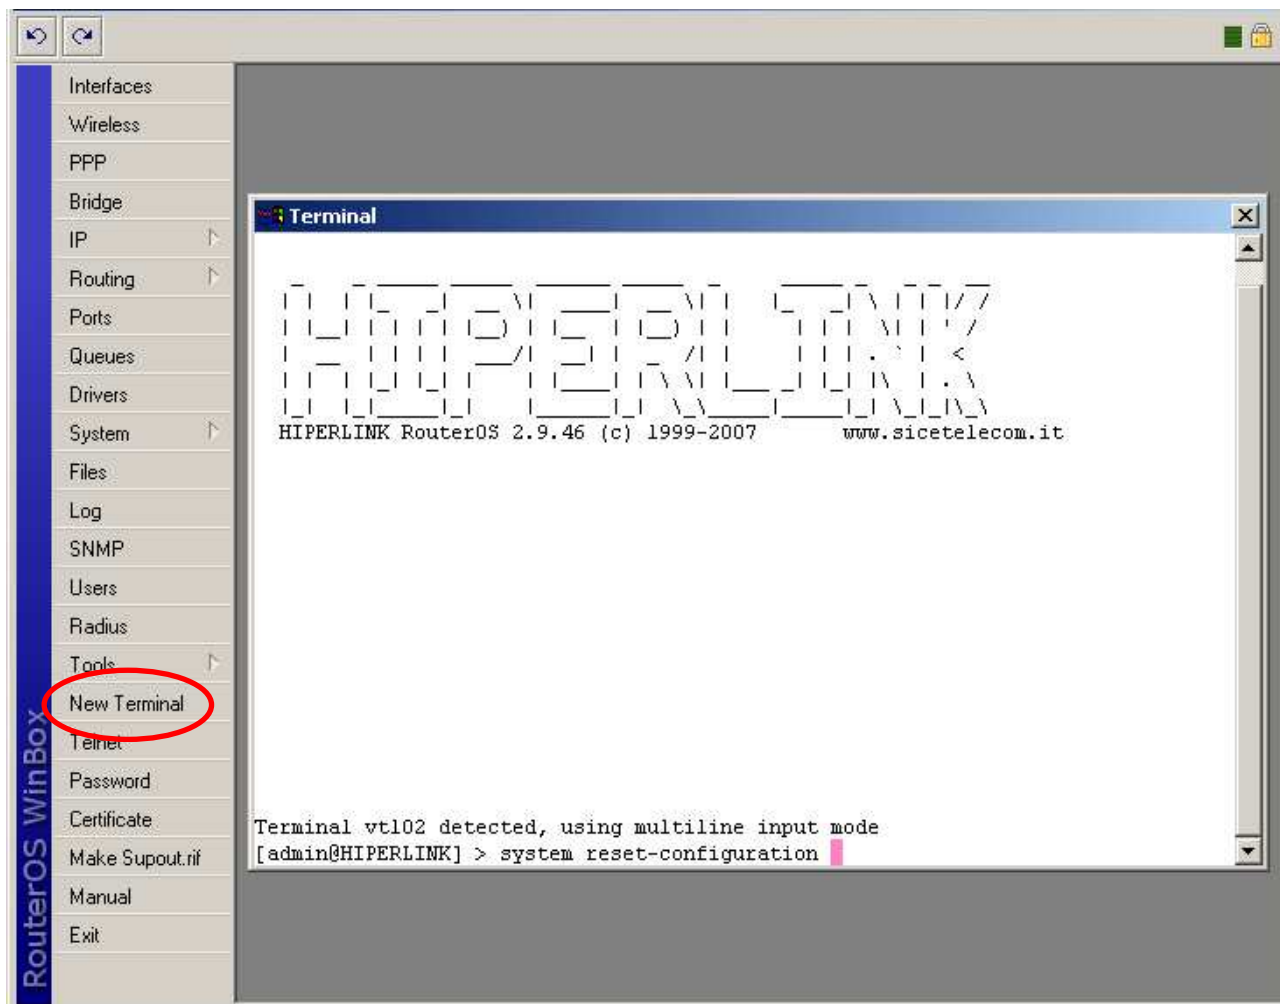 Interfaces
Wireless
PPP
Bridge
IP
Routing
Ports
Queues
Drivers
System
Files
Log
SNMP
Users
Radius
Tools
New Terminal
Telnet
Password
Certificate
Make Supout.rif
Manual
Exit
RouterOS WinBox
Terminal
HIPERLINK
HIPERLINK RouterOS 2.9.46 (c) 1999-2007 www.sicetelecom.it
Terminal vt102 detected, using multiline input mode
[admin@HIPERLINK] > system reset-configuration